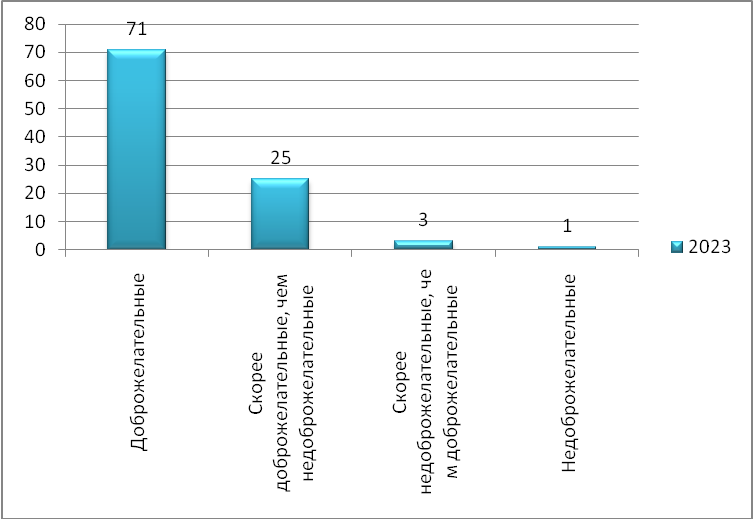 80
70
60
50
40
30
20
10
0
71
25
3
1
Доброжелательные
Скорее
доброжелательные, чем
недоброжелательные
Скорее
недоброжелательные, че
м доброжелательные
Недоброжелательные
2023